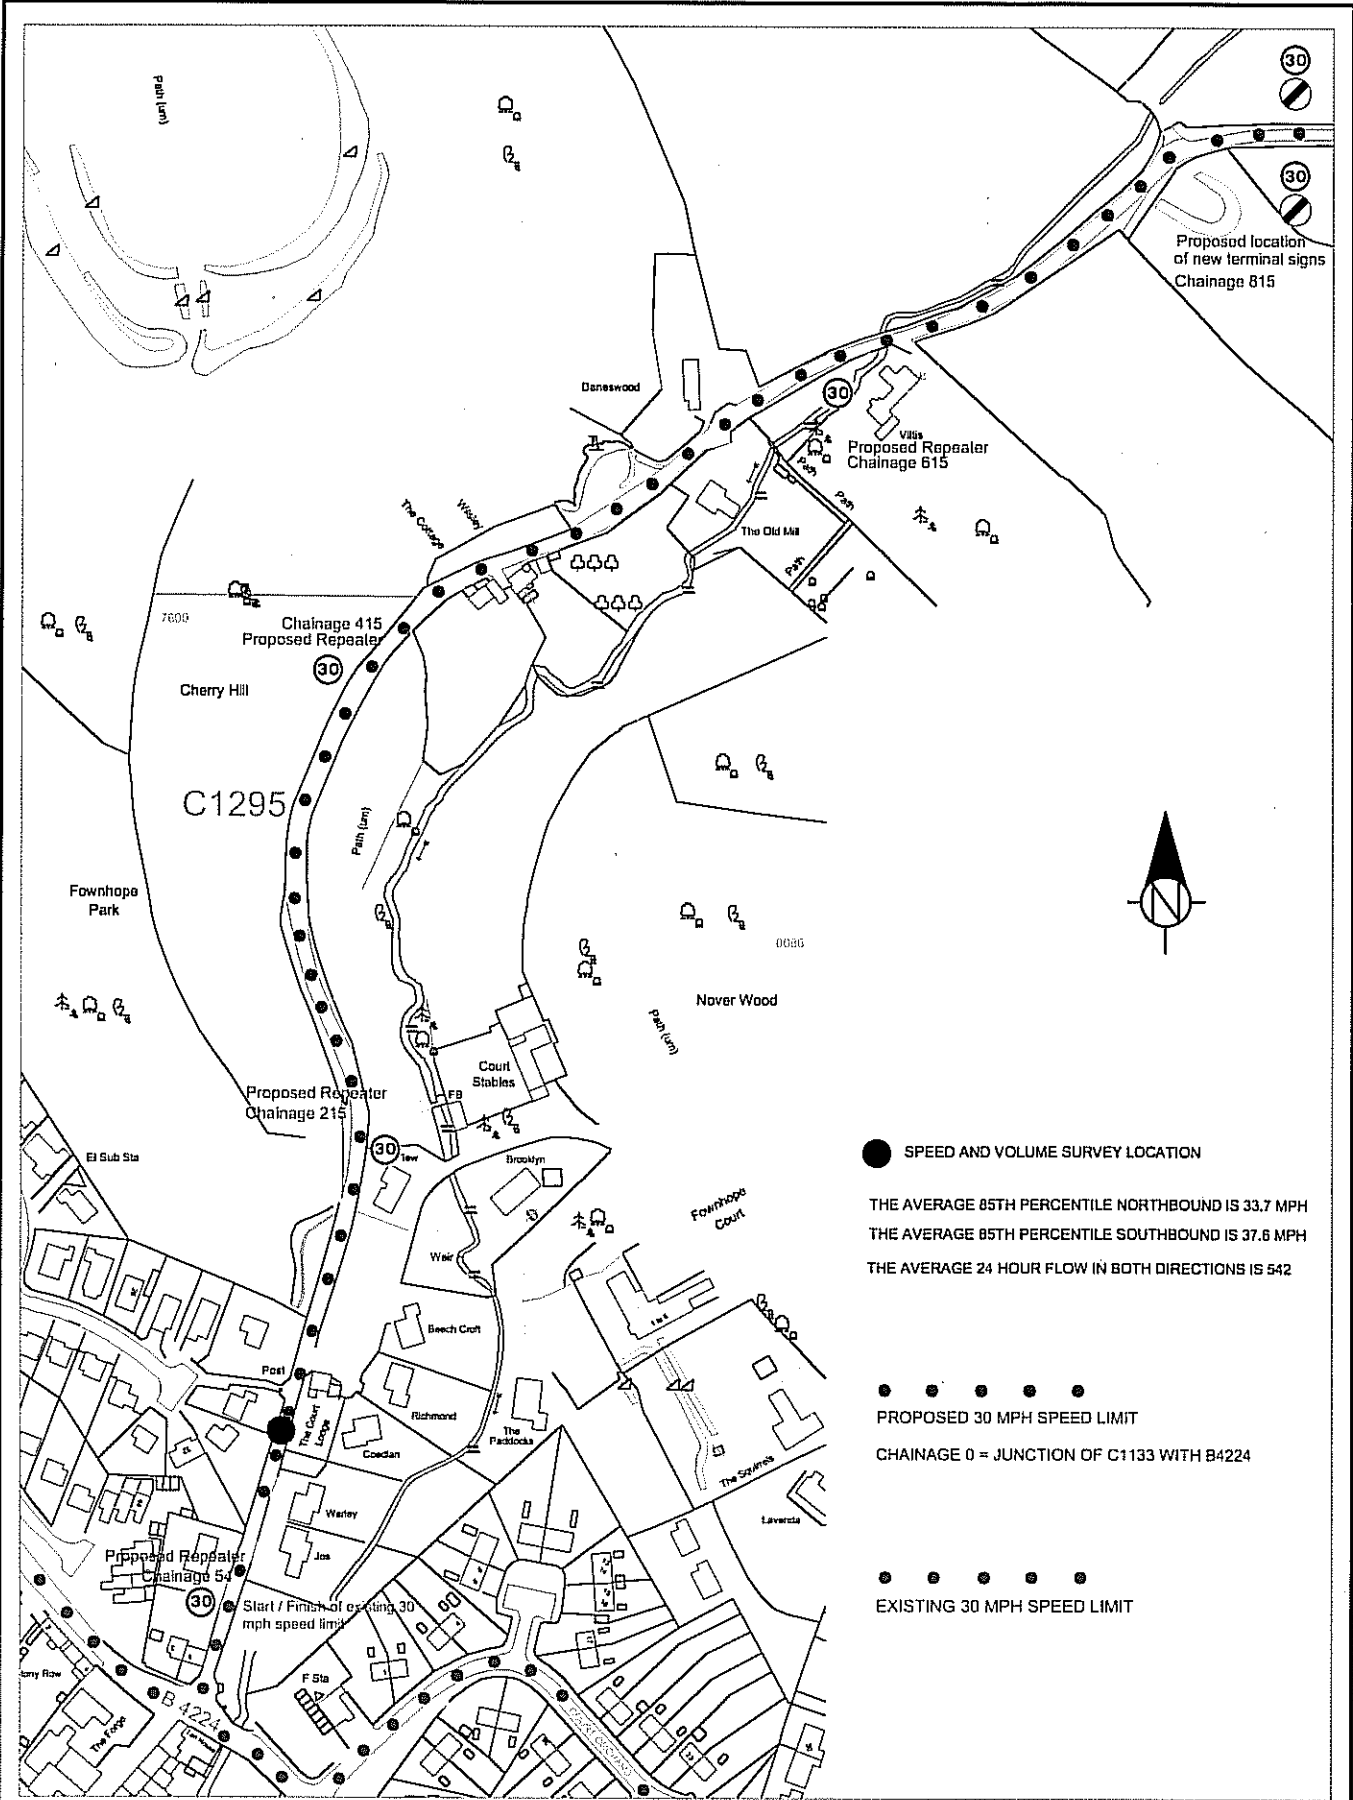 Path (um)
30
30
Proposed location
of new terminal signs
Chainage 815
Daneswood
30
Proposed Repealer
Chainage 615
Path
Path
The Cottage
The Old Mill
Path
7600
Chainage 415
Proposed Repealer
30
Cherry Hill
C1295
Path (um)
Fownhope
Park
0086
Nover Wood
Path (um)
Court
Stables
Proposed Repeater
Chainage 215
FB
30
El Sub Sta
Brooklyn
SPEED AND VOLUME SURVEY LOCATION
Fownhope
Court
THE AVERAGE 85TH PERCENTILE NORTHBOUND IS 33.7 MPH
THE AVERAGE 85TH PERCENTILE SOUTHBOUND IS 37.6 MPH
Weir
THE AVERAGE 24 HOUR FLOW IN BOTH DIRECTIONS IS 542
Beech Croft
Post
Richmond
The Court
Lodge
The
Paddocks
PROPOSED 30 MPH SPEED LIMIT
CHAINAGE 0 = JUNCTION OF C1133 WITH B4224
The Squirrels
Warley
Jos
Proposed Repeater
Chainage 54
30
Start / Finish of existing 30
mph speed limit
EXISTING 30 MPH SPEED LIMIT
F Sta
B 4224
The Forge
N